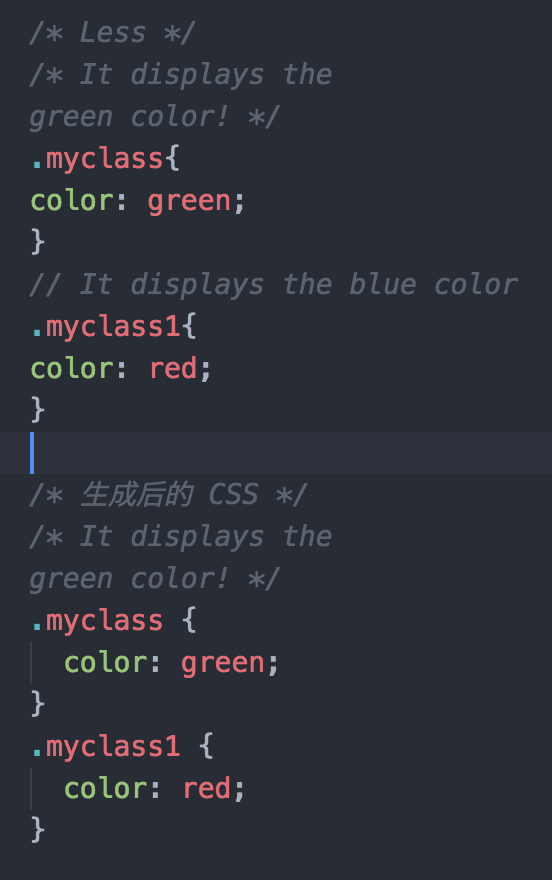 /* Less */
/* It displays the
green color! */
.myclass{
color: green;
}
// It displays the blue color
.myclass1{
color: red;
}
/* 生成后的 CSS */
/* It displays the
green color! */
.myclass {
  color: green;
}
.myclass1 {
  color: red;
}